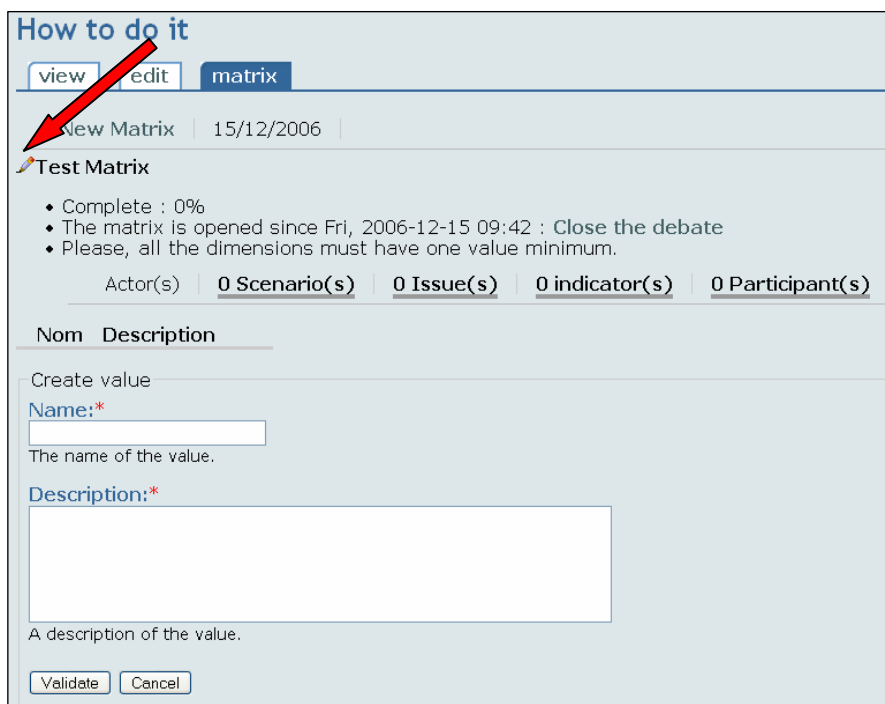 How to do it
view edit matrix
New Matrix 15/12/2006
Test Matrix
• Complete : 0%
• The matrix is opened since Fri, 2006-12-15 09:42 : Close the debate
• Please, all the dimensions must have one value minimum.
Actor(s) 0 Scenario(s) 0 Issue(s) 0 indicator(s) 0 Participant(s)
Nom Description
Create value
Name:*
The name of the value.
Description:*
A description of the value.
Validate Cancel